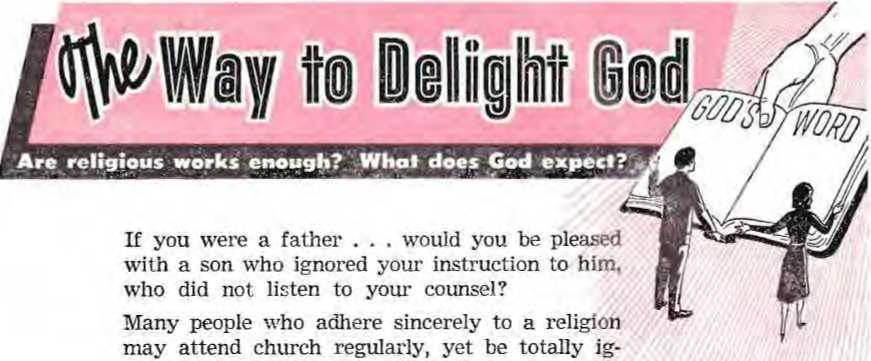 The Way to Delight God
GOD'S WORD
Are religious works enough? What does God expect?
If you were a father . . . would you be pleased
with a son who ignored your instruction to him,
who did not listen to your counsel?
Many people who adhere sincerely to a religion
may attend church regularly, yet be totally ig-